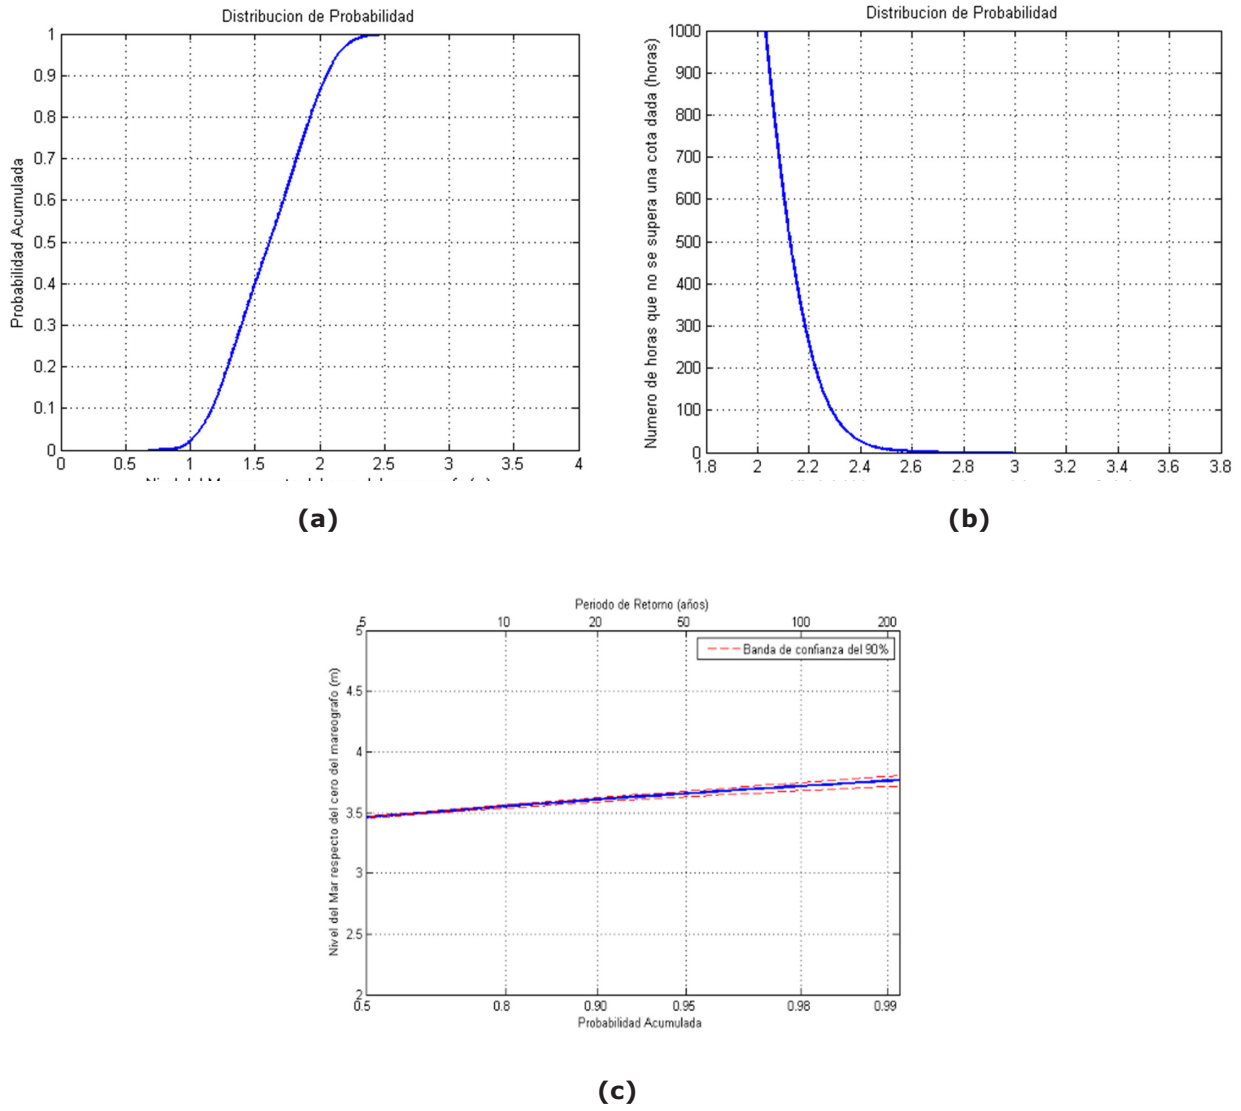 Distribucion de Probabilidad
Probabilidad Acumulada
1
0.9
0.8
0.7
0.6
0.5
0.4
0.3
0.2
0.1
0
0 0.5 1 1.5 2 2.5 3 3.5 4
(a)
Distribucion de Probabilidad
Numero de horas que no se supera una cota dada (horas)
1000
900
800
700
600
500
400
300
200
100
0
1.8 2 2.2 2.4 2.6 2.8 3 3.2 3.4 3.6 3.8
(b)
Periodo de Retorno (años)
5 10 20 50 100 200
Banda de confianza del 90%
Nivel del Mar respecto del cero del mareografo (m)
5
4.5
4
3.5
3
2.5
2
0.5 0.8 0.90 0.95 0.98 0.99
Probabilidad Acumulada
(c)